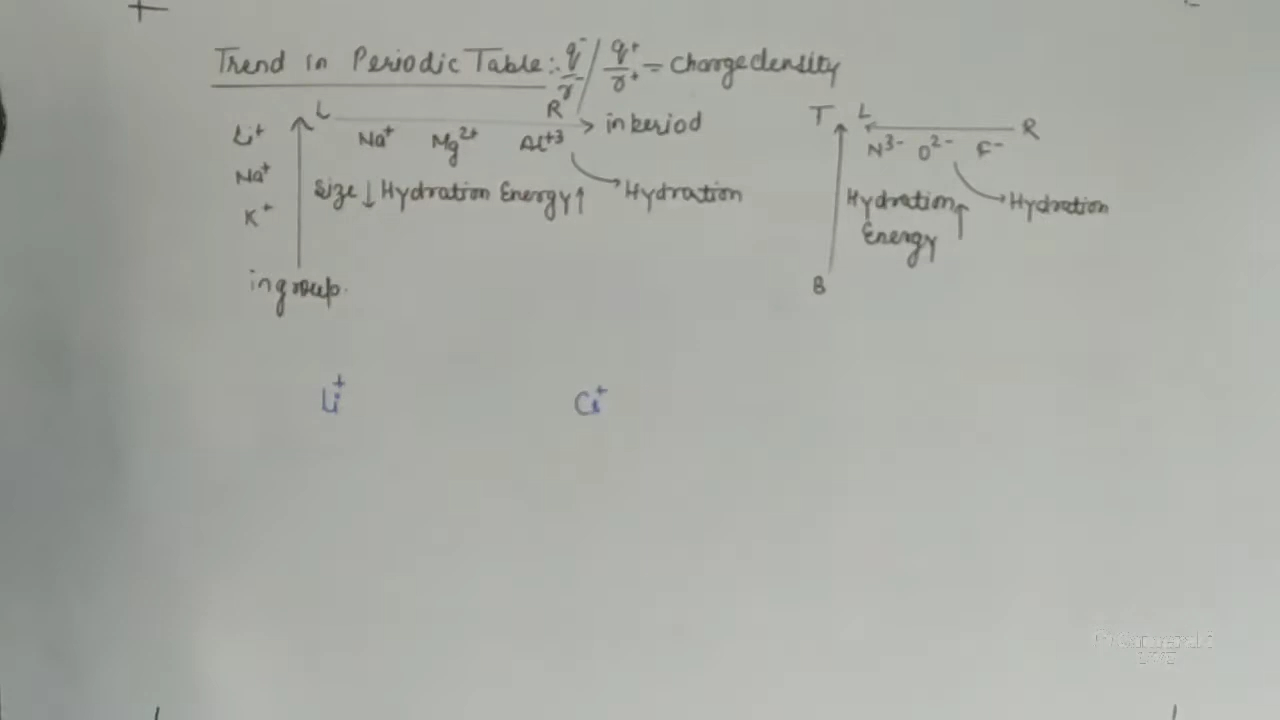 Trend in Periodic Table:- q⁻/r⁻ / q⁺/r⁺ = charge density
L R → in period
Li⁺ Na⁺ Mg²⁺ Al⁺³
Na⁺ Size ↓ Hydration Energy ↑ → Hydration
K⁺
in group.
T L R
N³⁻ O²⁻ F⁻
Hydration ↑ → Hydration
Energy
B
Li⁺